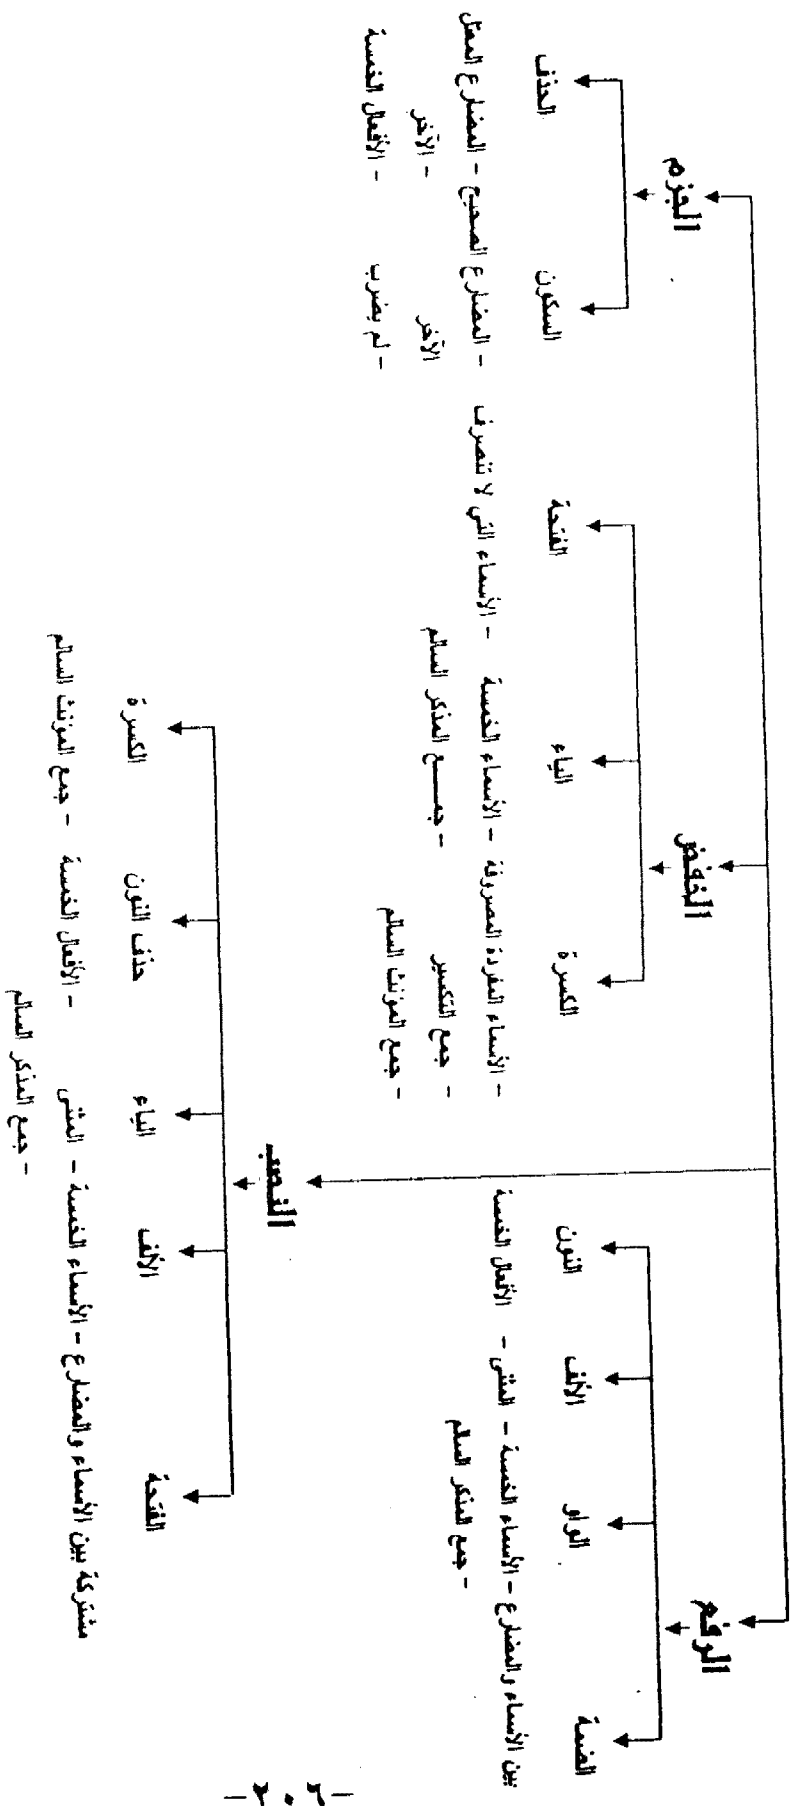 الرفع الخفض الجزم
الضمة الواو الألف النون
بين الأسماء والمضارع - الأسماء الخمسة - المثنى - الأفعال الخمسة
- جمع المذكر السالم
الكسرة الياء الفتحة
- الأسماء المفردة المصروفة - الأسماء الخمسة - الأسماء التي لا تنصرف
- جمع التكسير - جمع المذكر السالم
- جمع المؤنث السالم
السكون الحذف
- المضارع الصحيح - المضارع المعتل
الآخر - الآخر
- لم يضرب - الأفعال الخمسة
النصب
الفتحة الألف الياء حذف النون الكسرة
مشتركة بين الأسماء والمضارع - الأسماء الخمسة - المثنى - الأفعال الخمسة - جمع المؤنث السالم
- جمع المذكر السالم
-٢٠٦-